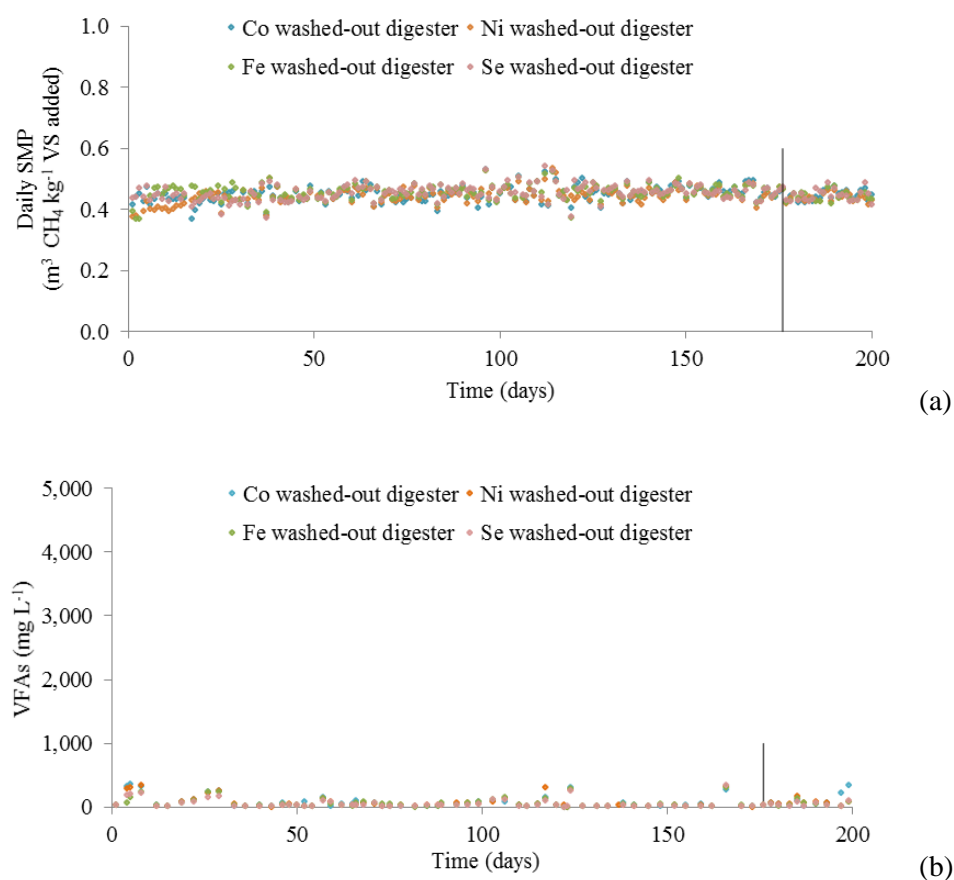 Co washed-out digester Ni washed-out digester
Fe washed-out digester Se washed-out digester
Daily SMP
(m³ CH₄ kg⁻¹ VS added)
1.0
0.8
0.6
0.4
0.2
0.0
0 50 100 150 200
Time (days)
(a)
Co washed-out digester Ni washed-out digester
Fe washed-out digester Se washed-out digester
VFAs (mg L⁻¹)
5,000
4,000
3,000
2,000
1,000
0
0 50 100 150 200
Time (days)
(b)